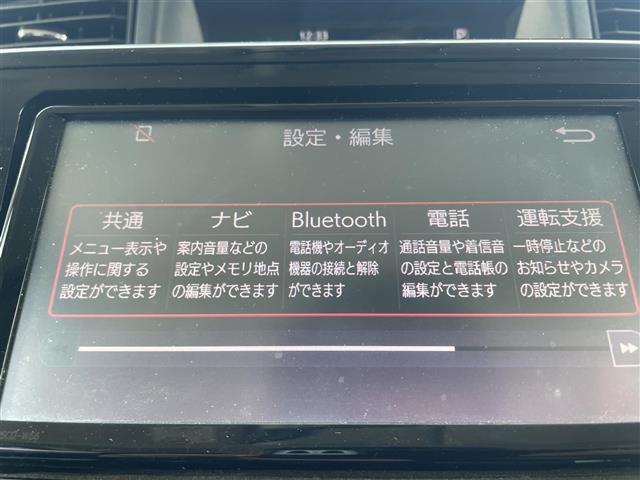 12:33
P
設定・編集
共通
メニュー表示や
操作に関する
設定ができます
ナビ
案内音量などの
設定やメモリ地点
の編集ができます
Bluetooth
電話機やオーディオ
機器の接続と解除
ができます
電話
通話音量や着信音
の設定と電話帳の
編集ができます
運転支援
一時停止などの
お知らせやカメラ
の設定ができます